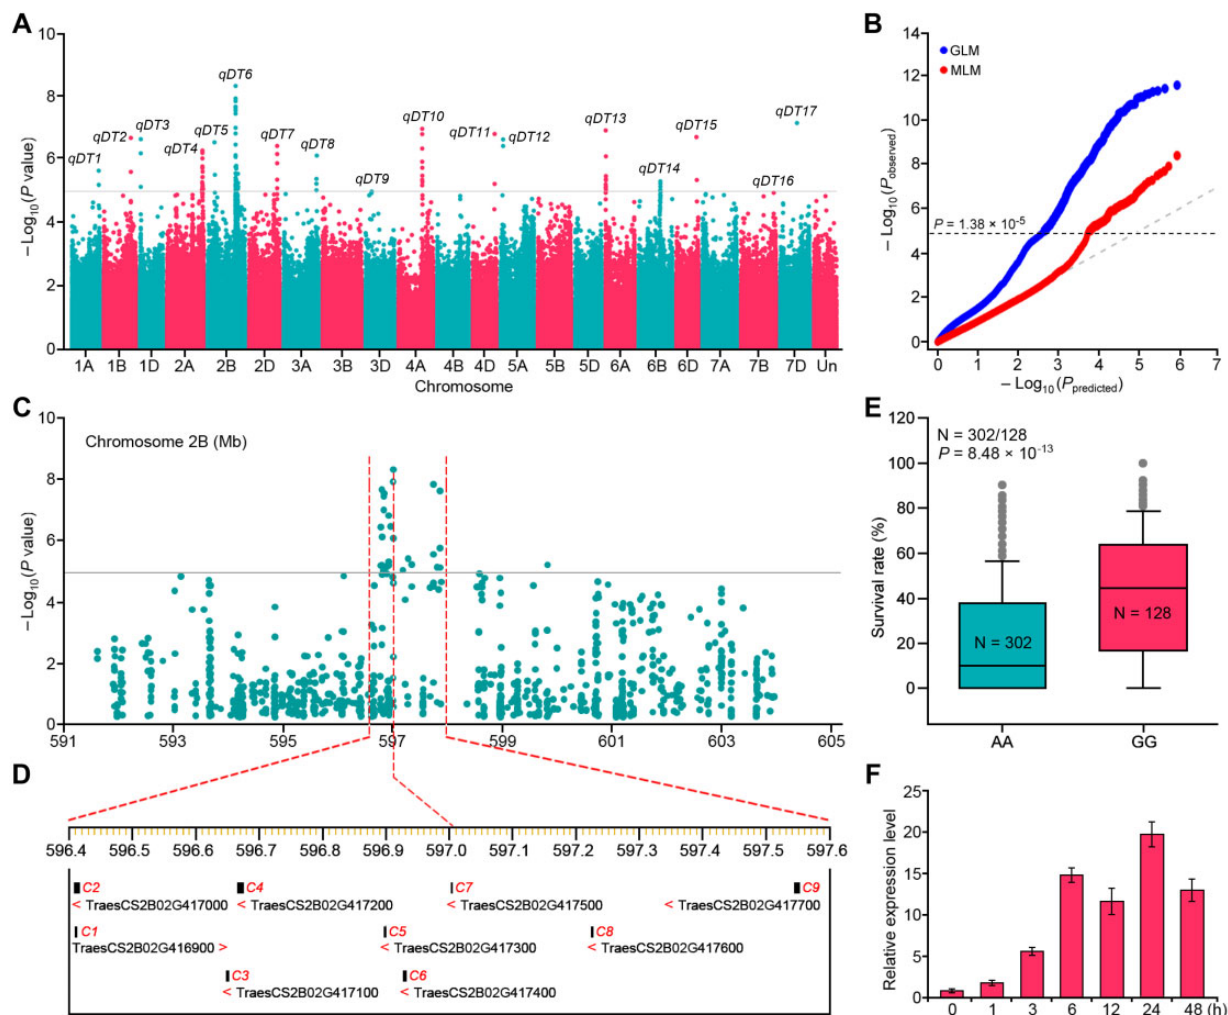 A
10
8
6
4
2
0
– Log10 (P value)
qDT1
qDT2
qDT3
qDT4
qDT5
qDT6
qDT7
qDT8
qDT9
qDT10
qDT11
qDT12
qDT13
qDT14
qDT15
qDT16
qDT17
1A 1B 1D 2A 2B 2D 3A 3B 3D 4A 4B 4D 5A 5B 5D 6A 6B 6D 7A 7B 7D Un
Chromosome
B
14
12
10
8
6
4
2
0
– Log10 (Pobserved)
GLM
MLM
P = 1.38 × 10-5
0 1 2 3 4 5 6 7
– Log10 (Ppredicted)
C
10
8
6
4
2
0
– Log10 (P value)
Chromosome 2B (Mb)
591 593 595 597 599 601 603 605
D
596.4 596.5 596.6 596.7 596.8 596.9 597.0 597.1 597.2 597.3 597.4 597.5 597.6
C2 C4 C7 C9
< TraesCS2B02G417000 < TraesCS2B02G417200 < TraesCS2B02G417500 < TraesCS2B02G417700
C1 C5 C8
TraesCS2B02G416900 > < TraesCS2B02G417300 < TraesCS2B02G417600
C3 C6
< TraesCS2B02G417100 < TraesCS2B02G417400
E
120
100
80
60
40
20
0
Survival rate (%)
N = 302/128
P = 8.48 × 10-13
N = 302
N = 128
AA GG
F
25
20
15
10
5
0
Relative expression level
0 1 3 6 12 24 48 (h)